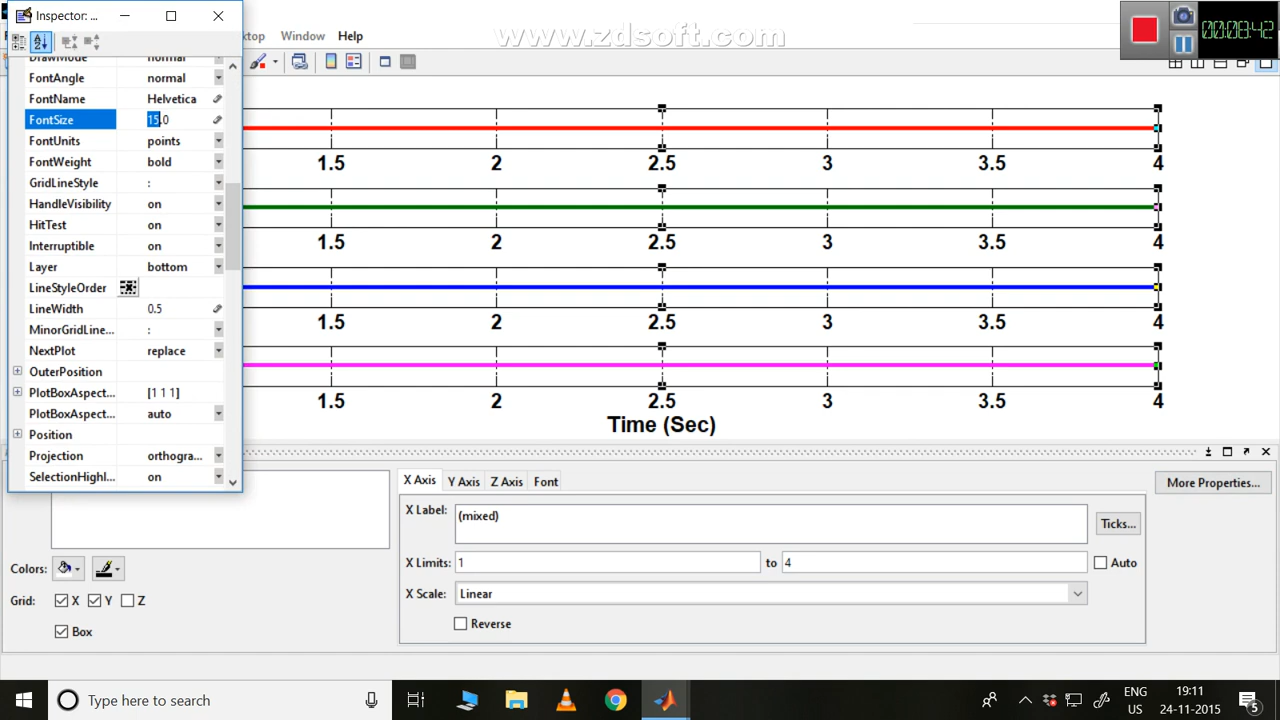 Inspector: ...
ktop
Window
Help
www.zdsoft.com
00:00:03:42
DrawMode normal
FontAngle normal
FontName Helvetica
FontSize 15.0
FontUnits points
FontWeight bold
GridLineStyle :
HandleVisibility on
HitTest on
Interruptible on
Layer bottom
LineStyleOrder
LineWidth 0.5
MinorGridLine... :
NextPlot replace
OuterPosition
PlotBoxAspect... [1 1 1]
PlotBoxAspect... auto
Position
Projection orthogra...
SelectionHighl... on
1.5 2 2.5 3 3.5 4
1.5 2 2.5 3 3.5 4
1.5 2 2.5 3 3.5 4
1.5 2 2.5 3 3.5 4
Time (Sec)
X Axis Y Axis Z Axis Font
More Properties...
X Label: (mixed)
Ticks...
X Limits: 1 to 4 Auto
X Scale: Linear
Reverse
Colors:
Grid: X Y Z
Box
Type here to search
ENG
US
19:11
24-11-2015
5